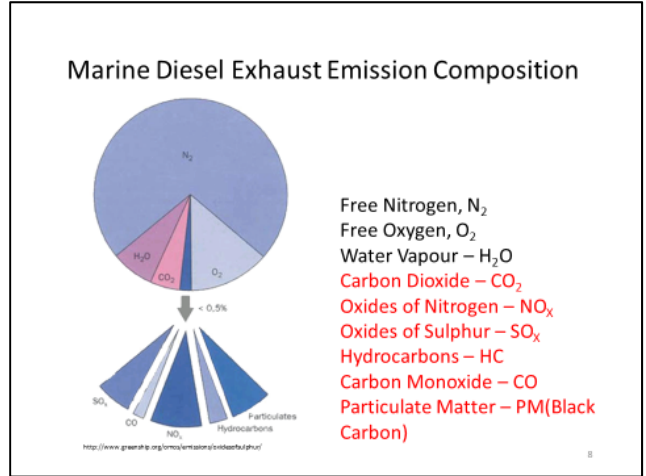 Marine Diesel Exhaust Emission Composition
N₂
H₂O
CO₂
O₂
< 0,5%
SOₓ
CO
NOₓ
Hydrocarbons
Particulates
http://www.greenship.org/omos/emissions/oxidesofsulphur/
Free Nitrogen, N₂
Free Oxygen, O₂
Water Vapour – H₂O
Carbon Dioxide – CO₂
Oxides of Nitrogen – NOₓ
Oxides of Sulphur – SOₓ
Hydrocarbons – HC
Carbon Monoxide – CO
Particulate Matter – PM(Black
Carbon)
8